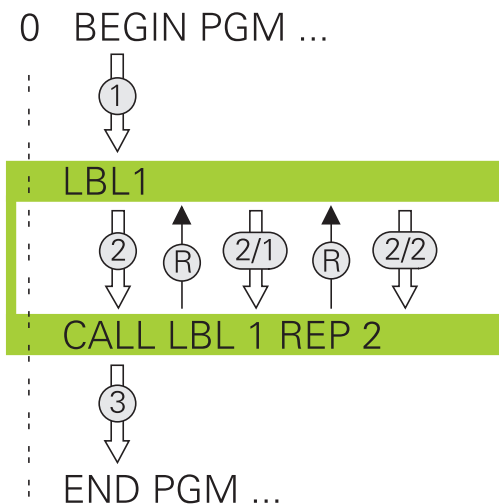 0 BEGIN PGM ...
1
LBL1
2 R 2/1 R 2/2
CALL LBL 1 REP 2
3
END PGM ...